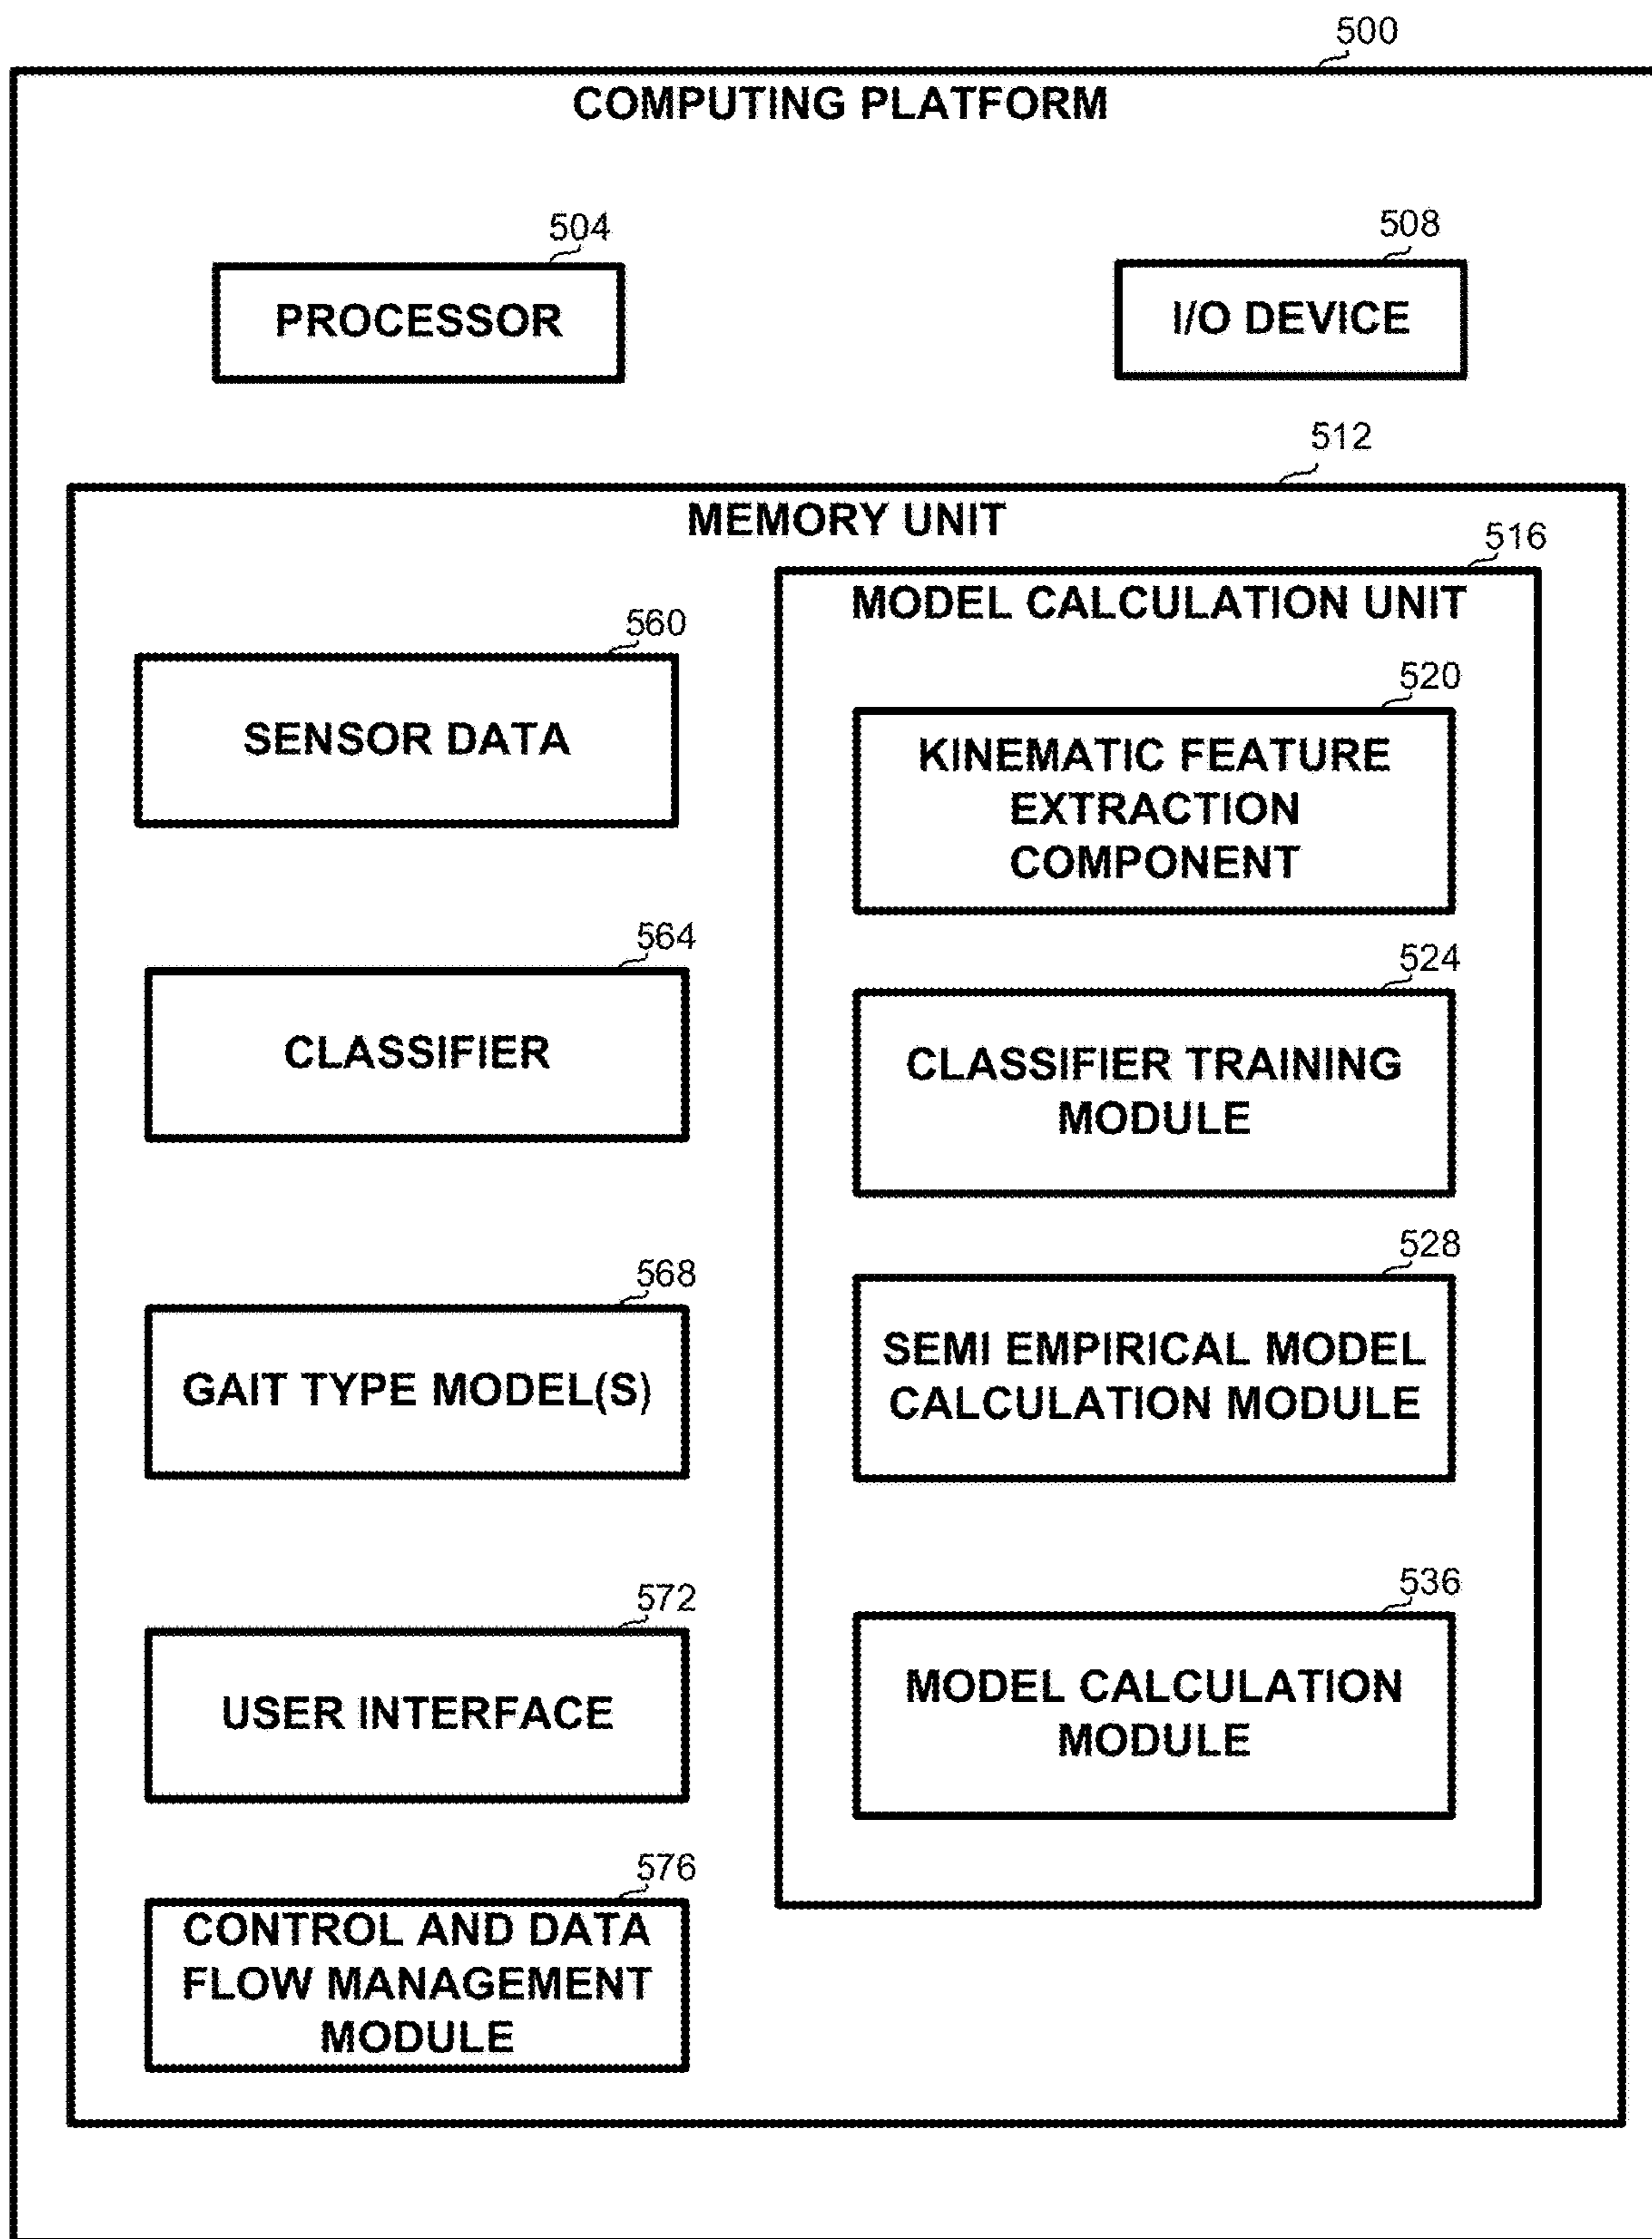 500
COMPUTING PLATFORM
504
PROCESSOR
508
I/O DEVICE
512
MEMORY UNIT
560
SENSOR DATA
564
CLASSIFIER
568
GAIT TYPE MODEL(S)
572
USER INTERFACE
576
CONTROL AND DATA
FLOW MANAGEMENT
MODULE
516
MODEL CALCULATION UNIT
520
KINEMATIC FEATURE
EXTRACTION
COMPONENT
524
CLASSIFIER TRAINING
MODULE
528
SEMI EMPIRICAL MODEL
CALCULATION MODULE
536
MODEL CALCULATION
MODULE